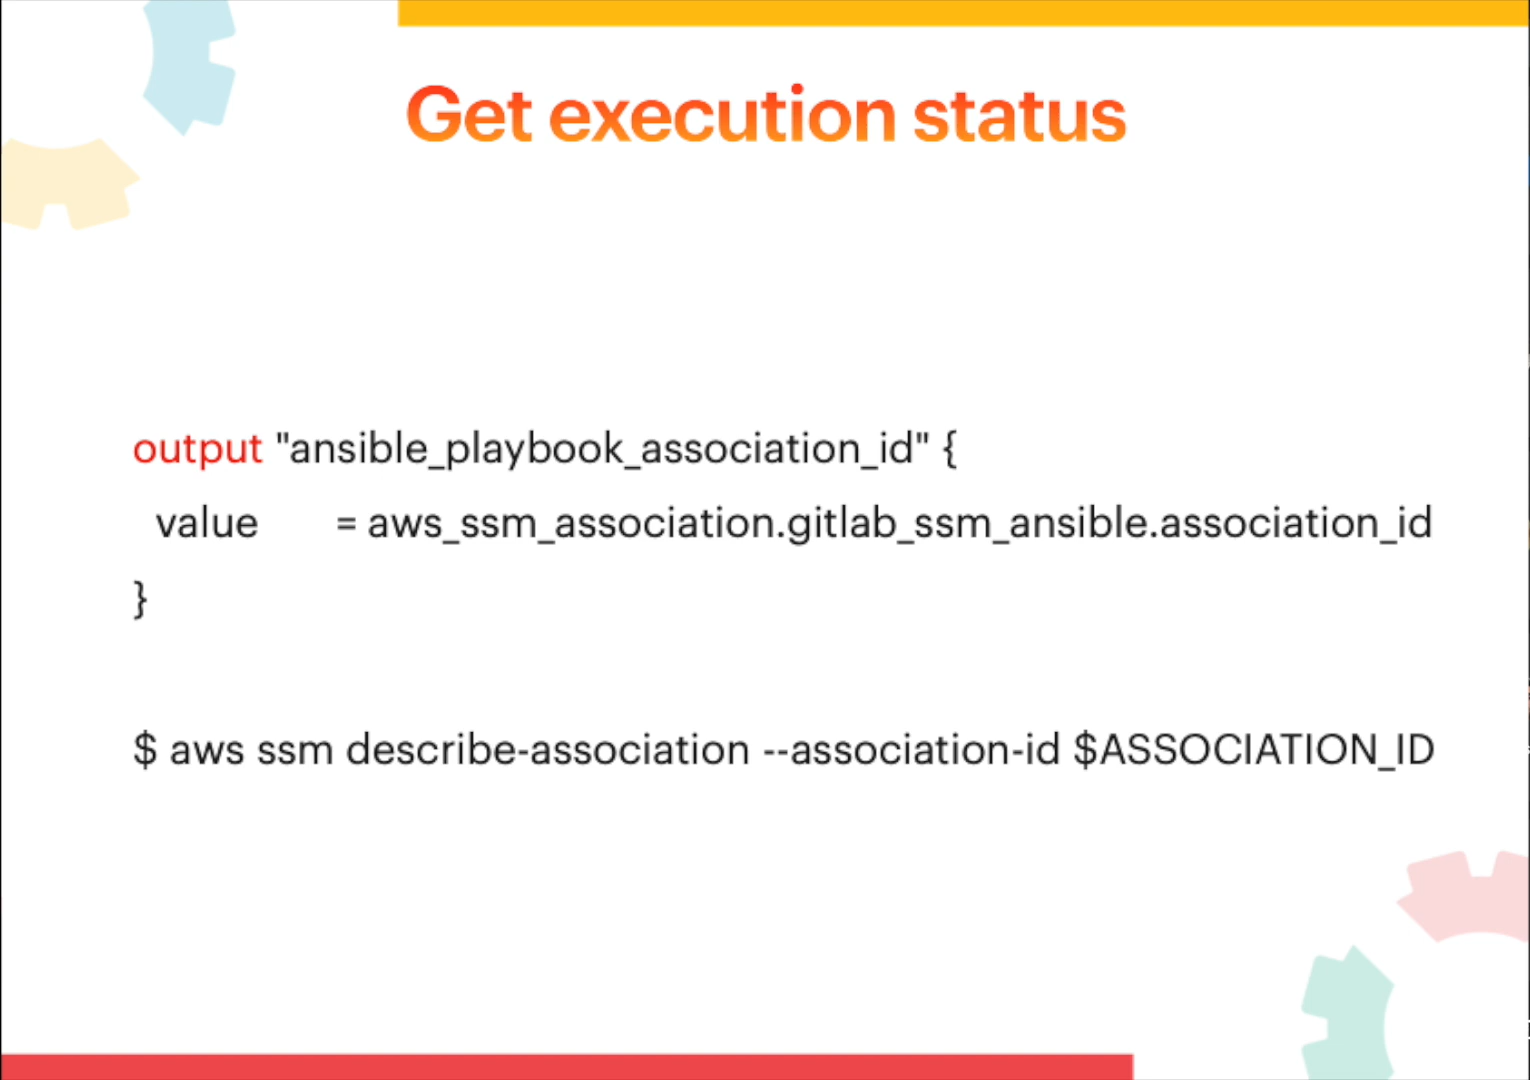 Get execution status
output "ansible_playbook_association_id" {
value = aws_ssm_association.gitlab_ssm_ansible.association_id
}
$ aws ssm describe-association --association-id $ASSOCIATION_ID